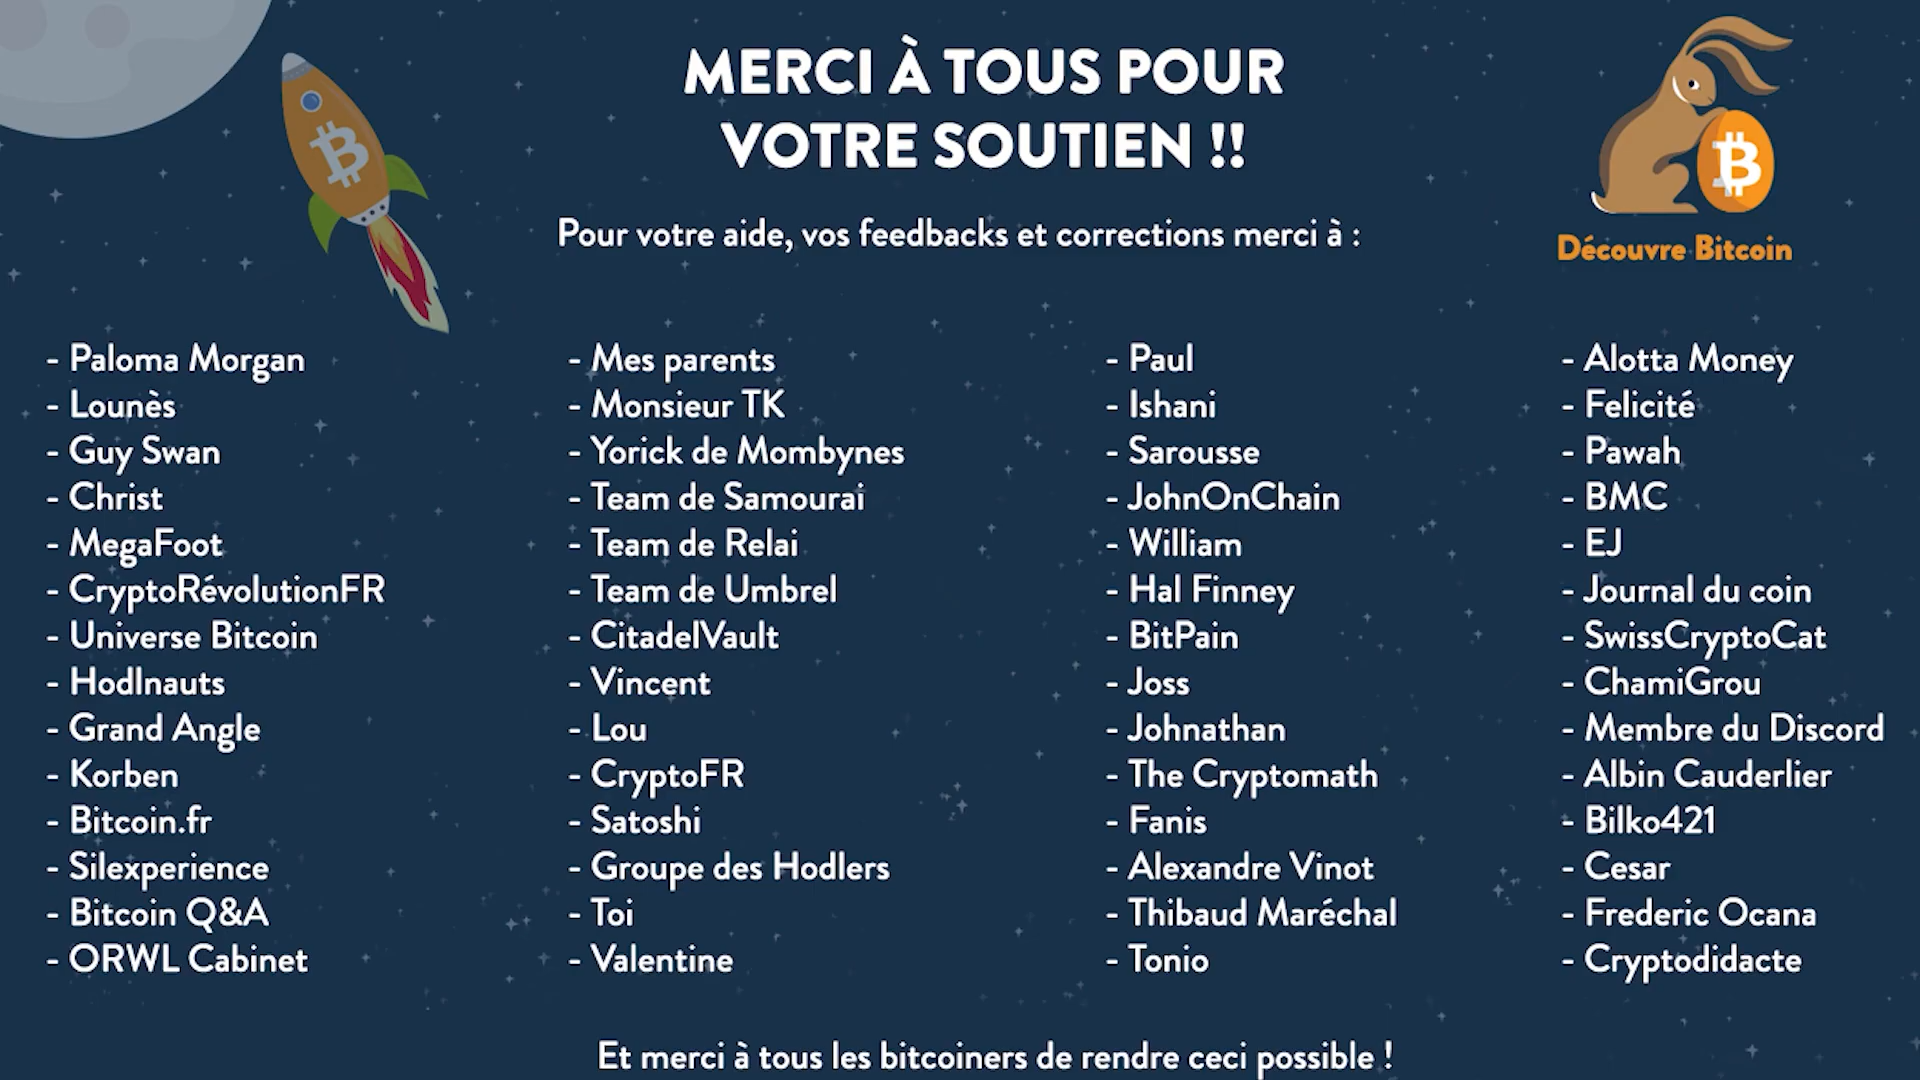 MERCI À TOUS POUR
VOTRE SOUTIEN !!
Découvre Bitcoin
Pour votre aide, vos feedbacks et corrections merci à :
- Paloma Morgan
- Lounès
- Guy Swan
- Christ
- MegaFoot
- CryptoRévolutionFR
- Universe Bitcoin
- Hodlnauts
- Grand Angle
- Korben
- Bitcoin.fr
- Silexperience
- Bitcoin Q&A
- ORWL Cabinet
- Mes parents
- Monsieur TK
- Yorick de Mombynes
- Team de Samourai
- Team de Relai
- Team de Umbrel
- CitadelVault
- Vincent
- Lou
- CryptoFR
- Satoshi
- Groupe des Hodlers
- Toi
- Valentine
- Paul
- Ishani
- Sarousse
- JohnOnChain
- William
- Hal Finney
- BitPain
- Joss
- Johnathan
- The Cryptomath
- Fanis
- Alexandre Vinot
- Thibaud Maréchal
- Tonio
- Alotta Money
- Felicité
- Pawah
- BMC
- EJ
- Journal du coin
- SwissCryptoCat
- ChamiGrou
- Membre du Discord
- Albin Cauderlier
- Bilko421
- Cesar
- Frederic Ocana
- Cryptodidacte
Et merci à tous les bitcoiners de rendre ceci possible !